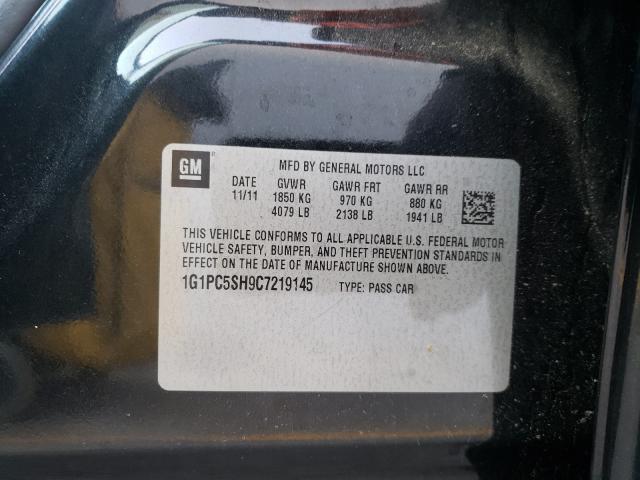 GM
MFD BY GENERAL MOTORS LLC
DATE GVWR GAWR FRT GAWR RR
11/11 1850 KG 970 KG 880 KG
4079 LB 2138 LB 1941 LB
THIS VEHICLE CONFORMS TO ALL APPLICABLE U.S. FEDERAL MOTOR
VEHICLE SAFETY, BUMPER, AND THEFT PREVENTION STANDARDS IN
EFFECT ON THE DATE OF MANUFACTURE SHOWN ABOVE.
1G1PC5SH9C7219145 TYPE: PASS CAR